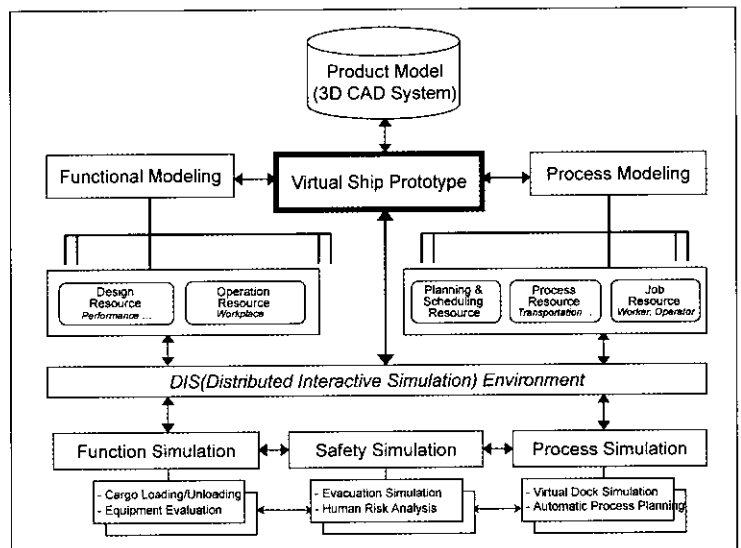 Product Model
(3D CAD System)
Functional Modeling
Virtual Ship Prototype
Process Modeling
Design
Resource
Performance ...
Operation
Resource
Workplace
Planning &
Scheduling
Resource
Process
Resource
Transportation ..
Job
Resource
Worker, Operator
DIS(Distributed Interactive Simulation) Environment
Function Simulation
Safety Simulation
Process Simulation
- Cargo Loading/Unloading
- Equipment Evaluation
- Evacuation Simulation
- Human Risk Analysis
- Virtual Dock Simulation
- Automatic Process Planning